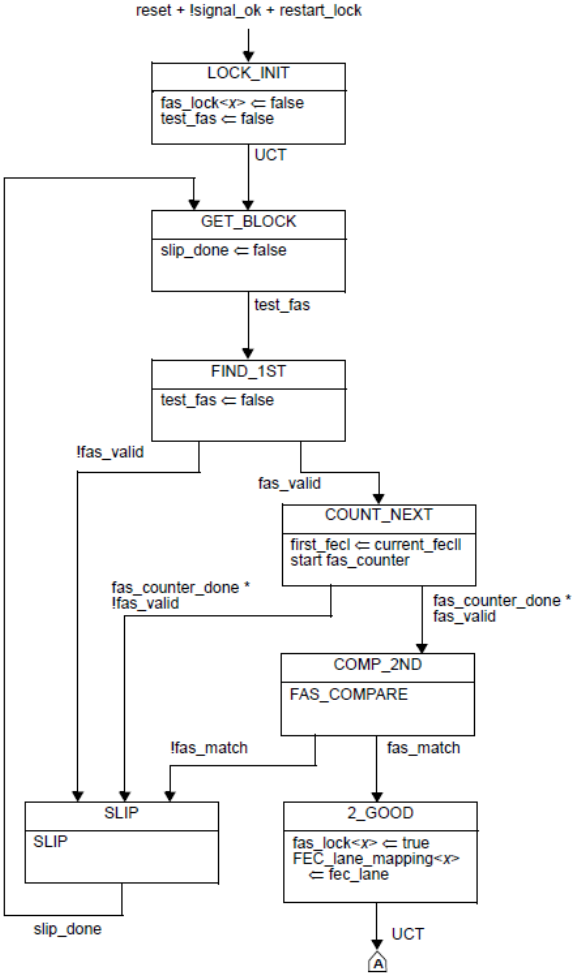 reset + !signal_ok + restart_lock
LOCK_INIT
fas_lock<x> ⇐ false
test_fas ⇐ false
UCT
GET_BLOCK
slip_done ⇐ false
test_fas
FIND_1ST
test_fas ⇐ false
!fas_valid
fas_valid
COUNT_NEXT
first_fecl ⇐ current_fecll
start fas_counter
fas_counter_done *
!fas_valid
fas_counter_done *
fas_valid
COMP_2ND
FAS_COMPARE
!fas_match
fas_match
SLIP
SLIP
2_GOOD
fas_lock<x> ⇐ true
FEC_lane_mapping<x>
⇐ fec_lane
slip_done
UCT
A